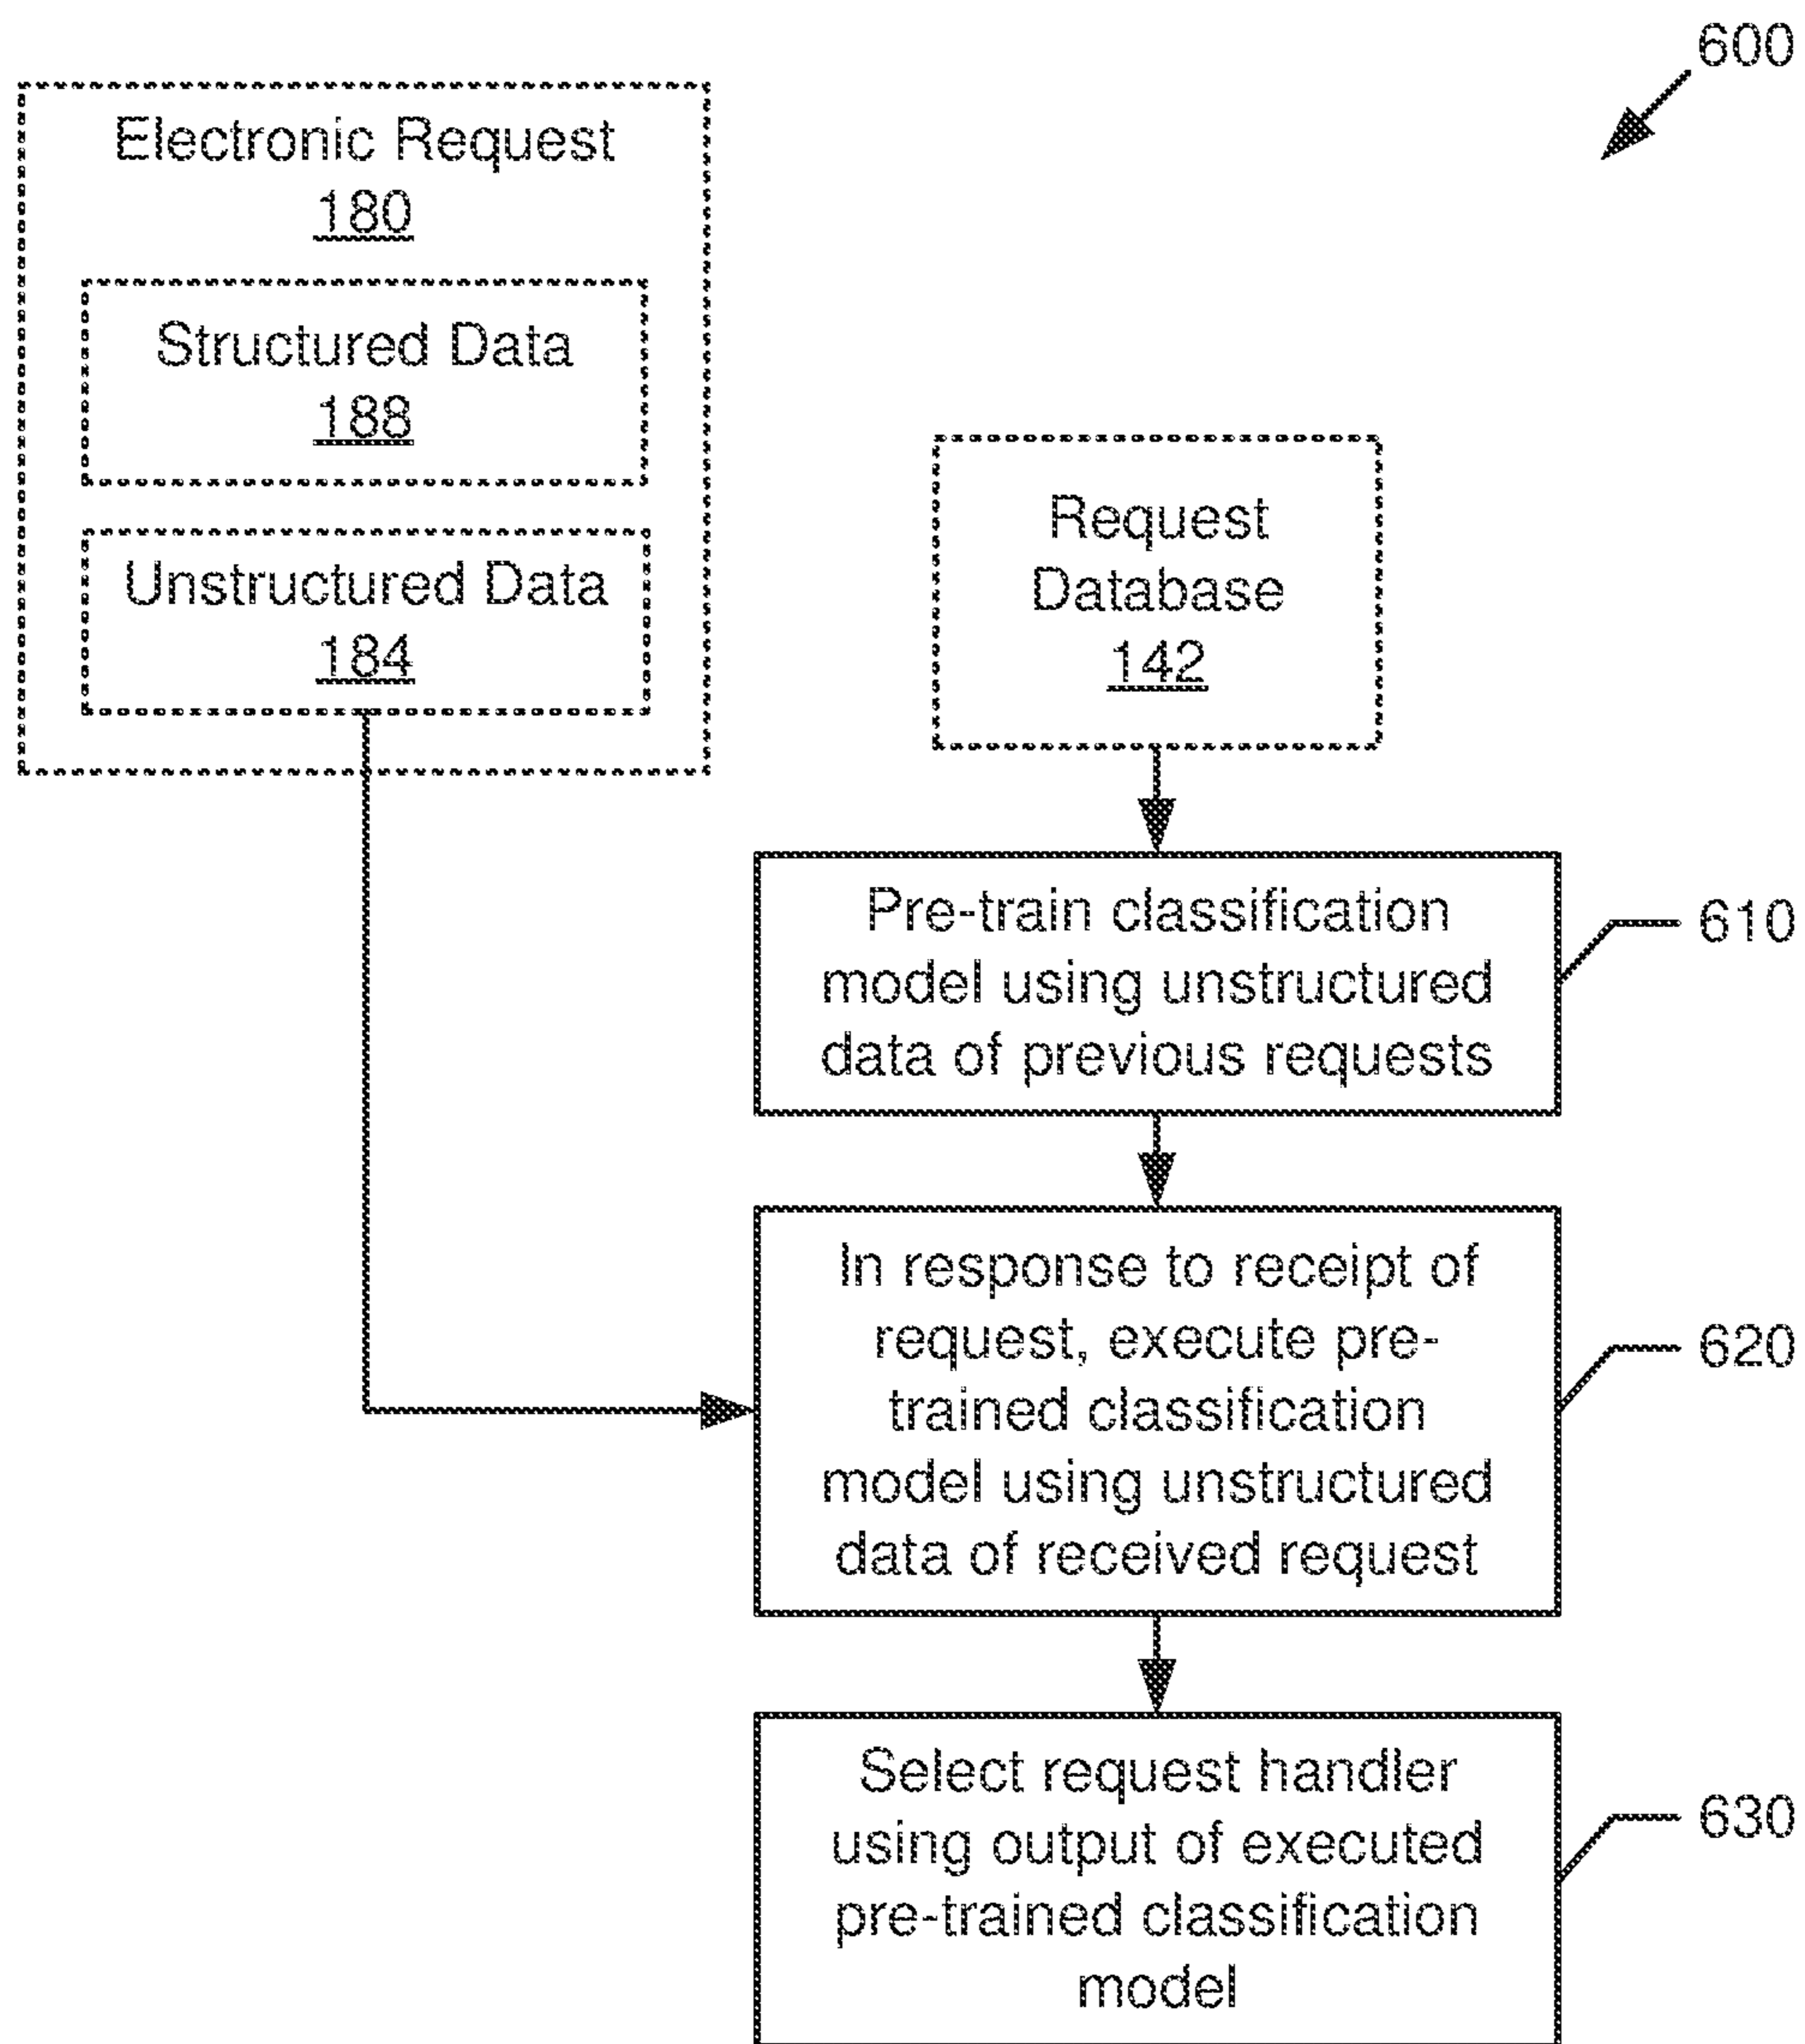 600
Electronic Request
180
Structured Data
188
Unstructured Data
184
Request
Database
142
Pre-train classification
model using unstructured
data of previous requests
610
In response to receipt of
request, execute pre-
trained classification
model using unstructured
data of received request
620
Select request handler
using output of executed
pre-trained classification
model
630